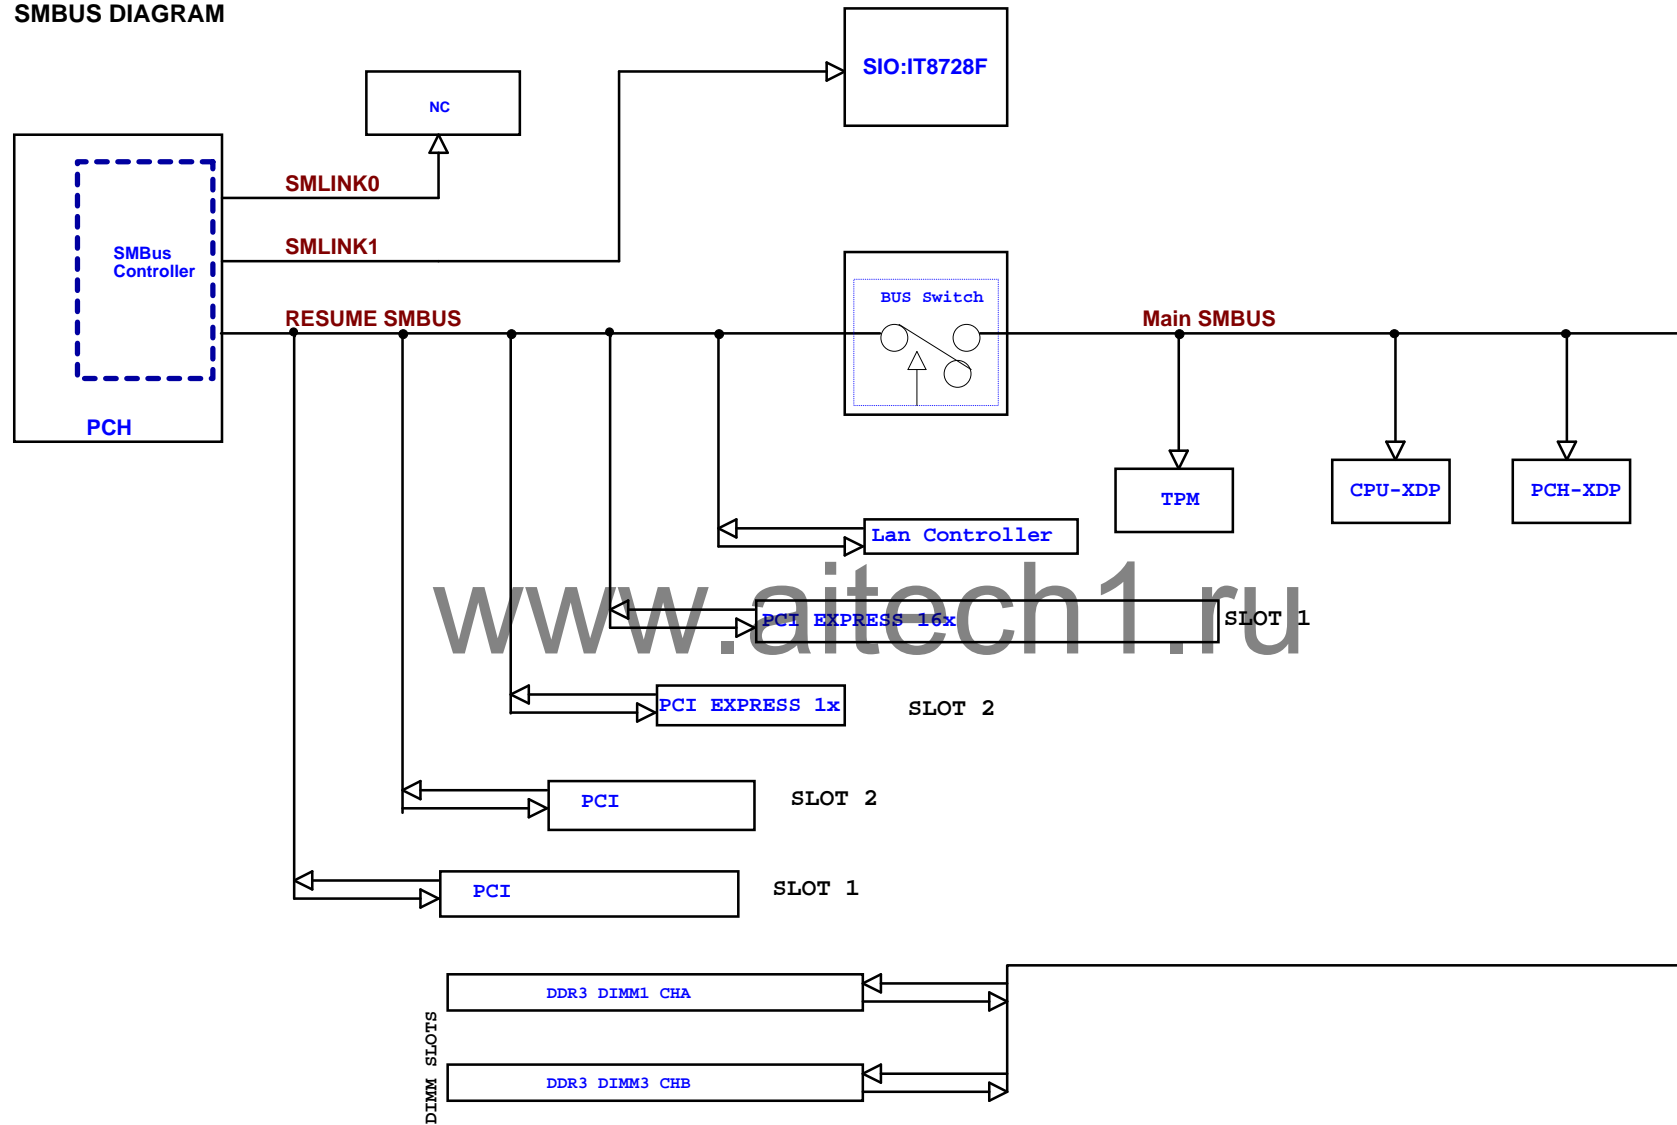 SMBUS DIAGRAM
SIO:IT8728F
NC
SMLINK0
SMBus
Controller
SMLINK1
BUS Switch
RESUME SMBUS
Main SMBUS
PCH
TPM
CPU-XDP
PCH-XDP
Lan Controller
www.aitech1.ru
PCI EXPRESS 16x
SLOT 1
PCI EXPRESS 1x
SLOT 2
PCI
SLOT 2
PCI
SLOT 1
DIMM SLOTS
DDR3 DIMM1 CHA
DDR3 DIMM3 CHB